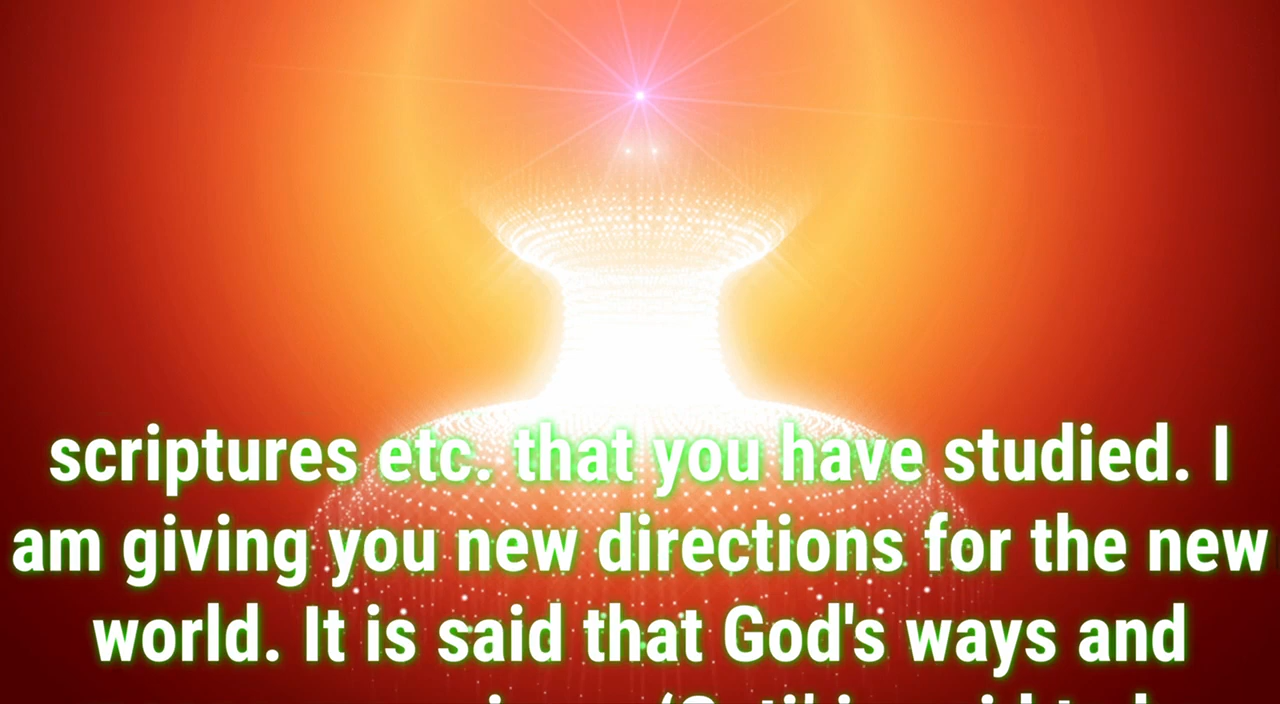 scriptures etc. that you have studied. I
am giving you new directions for the new
world. It is said that God's ways and